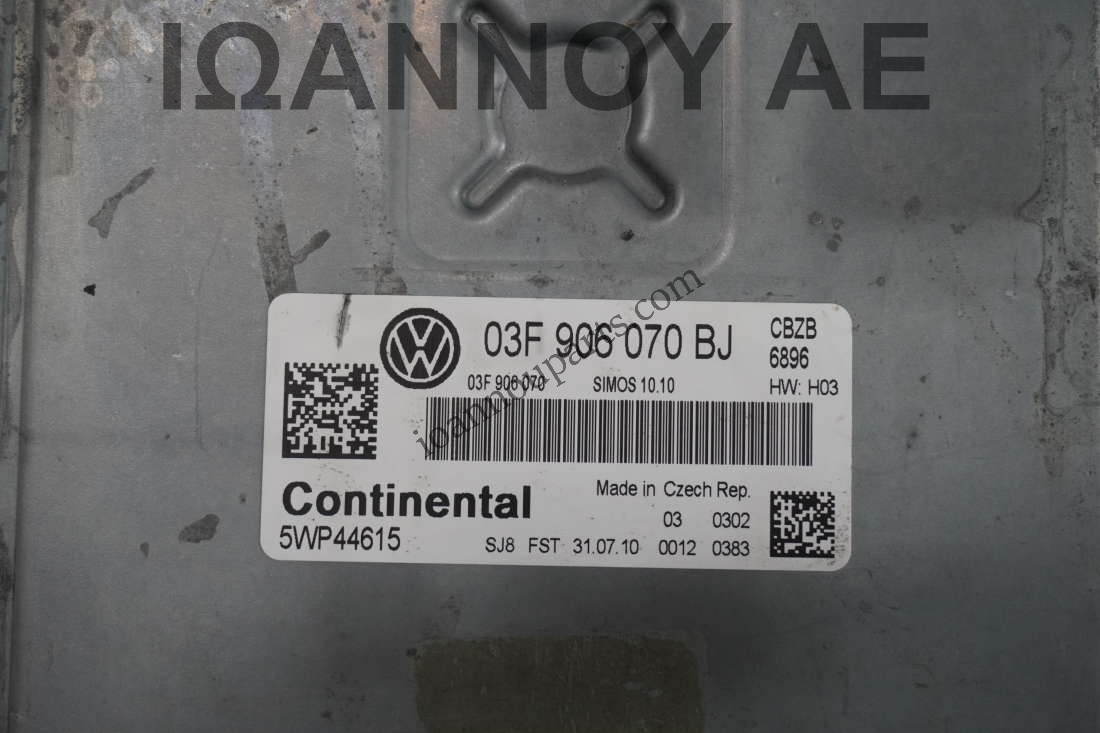 ΙΩΑΝΝΟΥ ΑΕ
03F 906 070 BJ
CBZB
6896
03F 906 070 SIMOS 10.10 HW: H03
ioannouparts.com
Continental
Made in Czech Rep.
03 0302
5WP44615 SJ8 FST 31.07.10 0012 0383